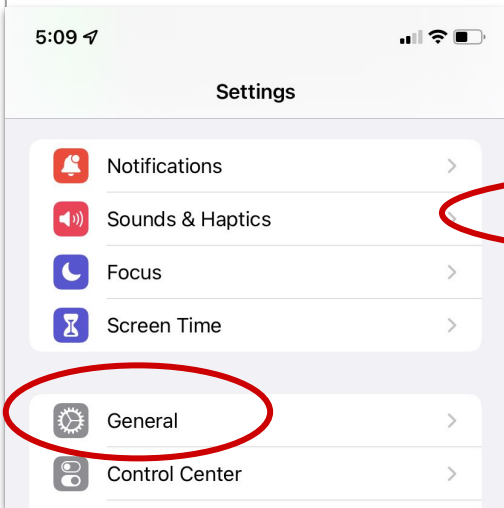 5:09
Settings
Notifications
Sounds & Haptics
Focus
Screen Time
General
Control Center